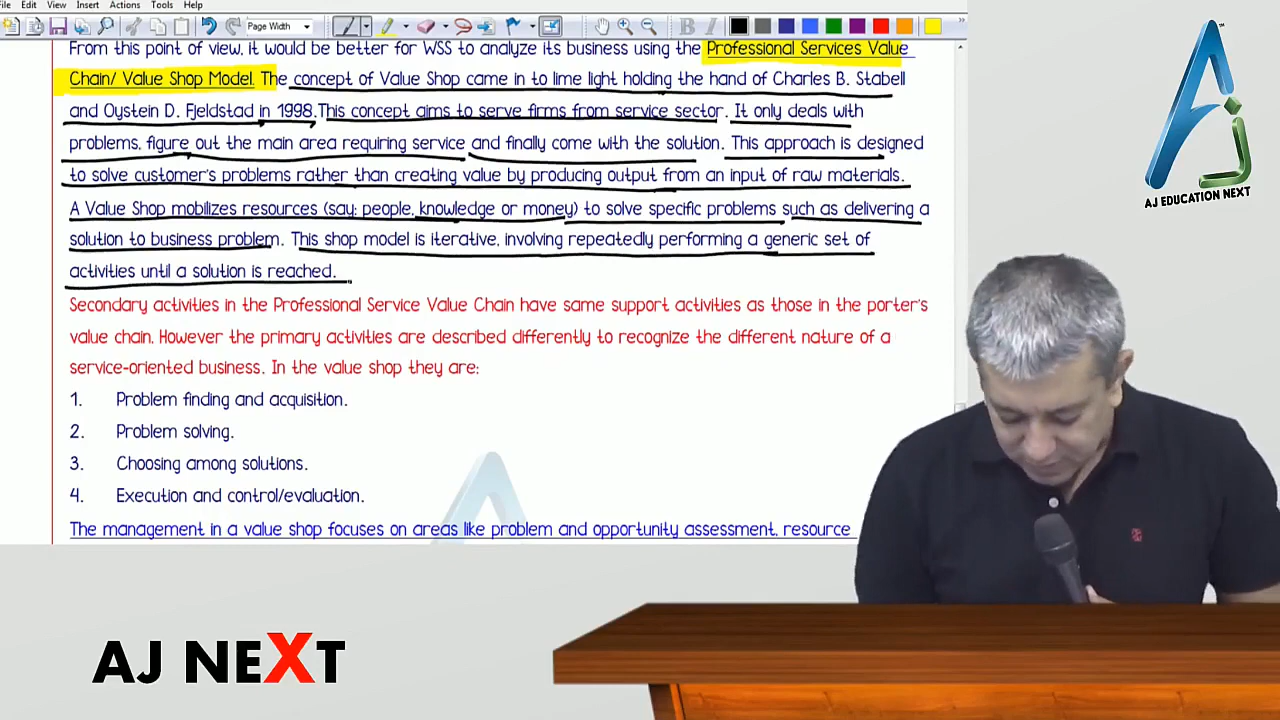 File Edit View Insert Actions Tools Help
Page Width
B I
From this point of view, it would be better for WSS to analyze its business using the Professional Services Value
Chain/ Value Shop Model. The concept of Value Shop came in to lime light holding the hand of Charles B. Stabell
and Oystein D. Fjeldstad in 1998.This concept aims to serve firms from service sector. It only deals with
problems, figure out the main area requiring service and finally come with the solution. This approach is designed
to solve customer's problems rather than creating value by producing output from an input of raw materials.
A Value Shop mobilizes resources (say: people, knowledge or money) to solve specific problems such as delivering a
solution to business problem. This shop model is iterative, involving repeatedly performing a generic set of
activities until a solution is reached.
Secondary activities in the Professional Service Value Chain have same support activities as those in the porter's
value chain. However the primary activities are described differently to recognize the different nature of a
service-oriented business. In the value shop they are:
1. Problem finding and acquisition.
2. Problem solving.
3. Choosing among solutions.
4. Execution and control/evaluation.
The management in a value shop focuses on areas like problem and opportunity assessment, resource
AJ EDUCATION NEXT
AJ NEXT